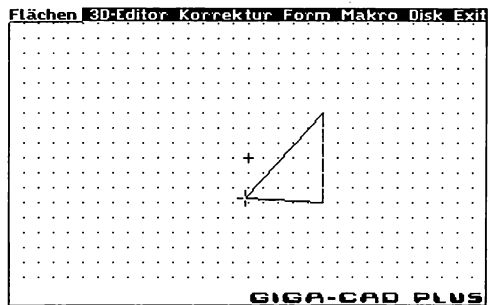 Flächen 3D-Editor Korrektur Form Makro Disk Exit
GIGA-CAD PLUS